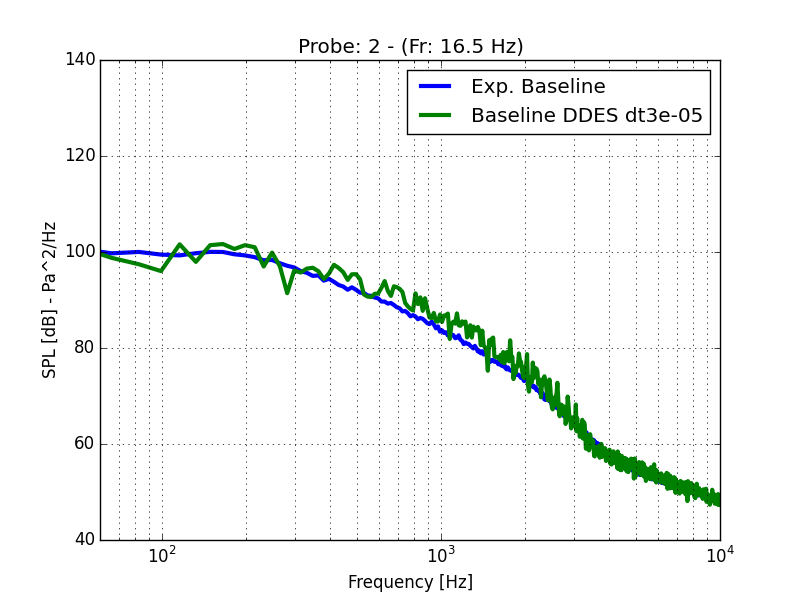 Probe: 2 - (Fr: 16.5 Hz)
Exp. Baseline
Baseline DDES dt3e-05
SPL [dB] - Pa^2/Hz
140
120
100
80
60
40
10^2
10^3
10^4
Frequency [Hz]